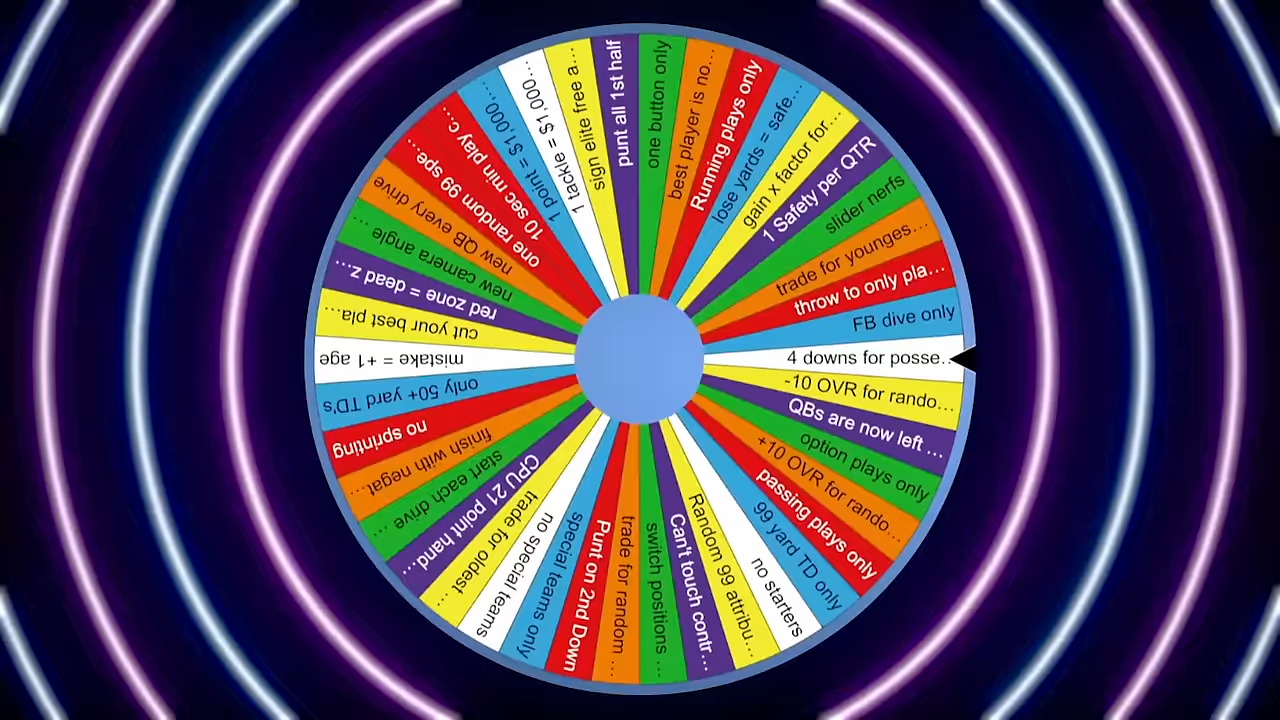 one button only
best player is no...
Running plays only
lose yards = safe...
gain x factor for...
1 Safety per QTR
slider nerfs
trade for younges...
throw to only pla...
FB dive only
4 downs for posse...
-10 OVR for rando...
QBs are now left ...
option plays only
+10 OVR for rando...
passing plays only
99 yard TD only
no starters
Random 99 attribu...
Can't touch contr...
switch positions ...
trade for random ...
Punt on 2nd Down
special teams only
no special teams
trade for oldest ...
CPU 21 point hand...
start each drive ...
finish with negat...
no sprinting
only 50+ yard TD's
mistake = +1 age
cut your best pla...
red zone = dead z...
new camera angle ...
new QB every drive
one random 99 spe...
10 sec min play c...
1 point = $1,000,...
1 tackle = $1,000...
sign elite free a...
punt all 1st half